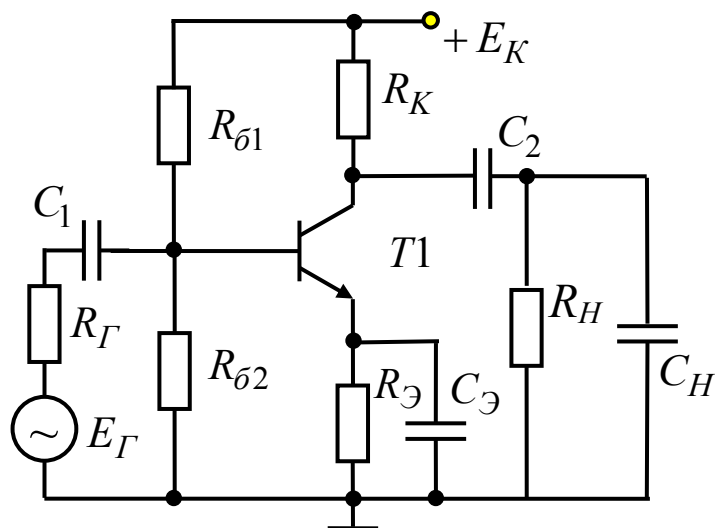 + E_К
R_К
R_б1
C_2
C_1
T1
R_Г
R_Н
R_б2
R_Э
C_Э
C_Н
~
E_Г